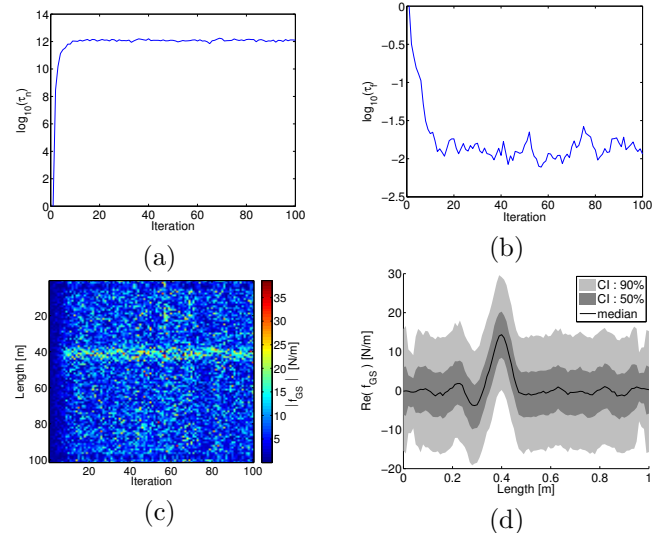 14
12
10
8
6
4
2
0
log10(τn)
0 20 40 60 80 100
Iteration
(a)
0
−0.5
−1
−1.5
−2
−2.5
log10(τf)
20 40 60 80 100
Iteration
(b)
20
40
60
80
100
Length [m]
20 40 60 80 100
Iteration
35
30
25
20
15
10
5
|fGS| [N/m]
(c)
30
20
10
0
−10
−20
Re( fGS) [N/m]
CI : 90%
CI : 50%
median
0 0.2 0.4 0.6 0.8 1
Length [m]
(d)